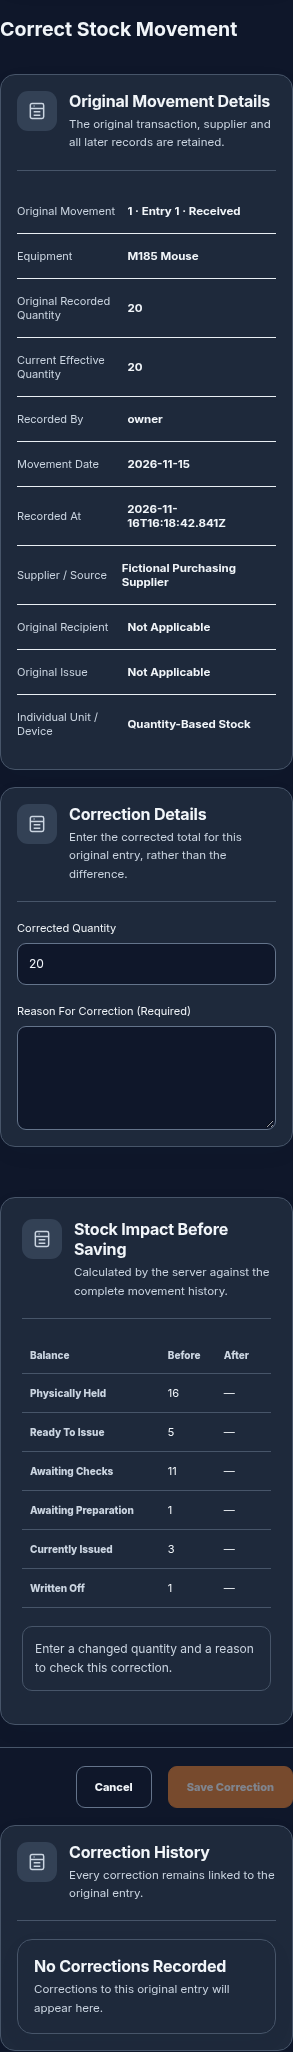 Correct Stock Movement
Original Movement Details
The original transaction, supplier and
all later records are retained.
Original Movement 1 · Entry 1 · Received
Equipment M185 Mouse
Original Recorded
Quantity
20
Current Effective
Quantity
20
Recorded By owner
Movement Date 2026-11-15
Recorded At
2026-11-
16T16:18:42.841Z
Supplier / Source
Fictional Purchasing
Supplier
Original Recipient Not Applicable
Original Issue Not Applicable
Individual Unit /
Device
Quantity-Based Stock
Correction Details
Enter the corrected total for this
original entry, rather than the
difference.
Corrected Quantity
20
Reason For Correction (Required)
Stock Impact Before
Saving
Calculated by the server against the
complete movement history.
Balance Before After
Physically Held 16 —
Ready To Issue 5 —
Awaiting Checks 11 —
Awaiting Preparation 1 —
Currently Issued 3 —
Written Off 1 —
Enter a changed quantity and a reason
to check this correction.
Cancel Save Correction
Correction History
Every correction remains linked to the
original entry.
No Corrections Recorded
Corrections to this original entry will
appear here.